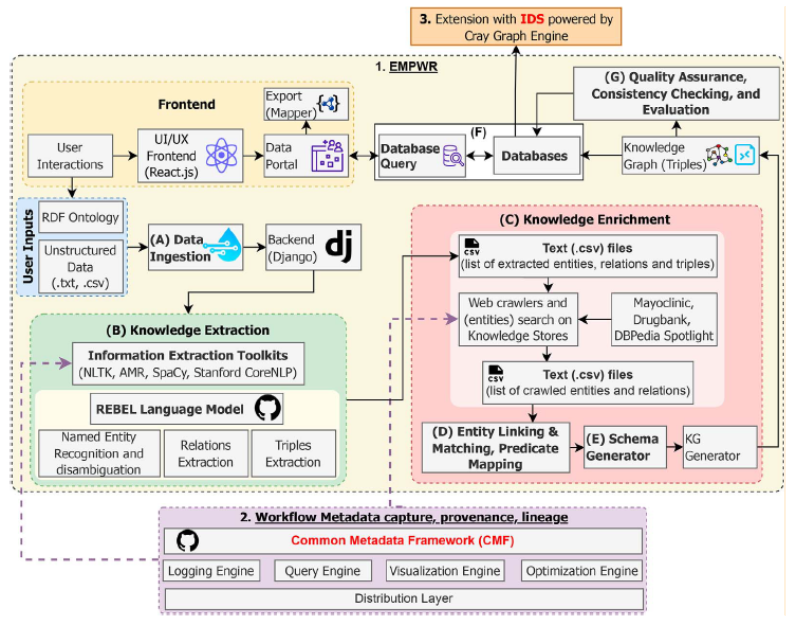 3. Extension with IDS powered by
Cray Graph Engine
1. EMPWR
Frontend
Export
(Mapper)
{ }
(G) Quality Assurance,
Consistency Checking, and
Evaluation
User
Interactions
UI/UX
Frontend
(React.js)
Data
Portal
Database
Query
(F)
Databases
Knowledge
Graph (Triples)
User Inputs
RDF Ontology
Unstructured
Data
(.txt, .csv)
(A) Data
Ingestion
Backend
(Django)
dj
(C) Knowledge Enrichment
CSV
Text (.csv) files
(list of extracted entities, relations and triples)
Web crawlers and
(entities) search on
Knowledge Stores
Mayoclinic,
Drugbank,
DBPedia Spotlight
CSV
Text (.csv) files
(list of crawled entities and relations)
(B) Knowledge Extraction
Information Extraction Toolkits
(NLTK, AMR, SpaCy, Stanford CoreNLP)
REBEL Language Model
Named Entity
Recognition and
disambiguation
Relations
Extraction
Triples
Extraction
(D) Entity Linking &
Matching, Predicate
Mapping
(E) Schema
Generator
KG
Generator
2. Workflow Metadata capture, provenance, lineage
Common Metadata Framework (CMF)
Logging Engine
Query Engine
Visualization Engine
Optimization Engine
Distribution Layer